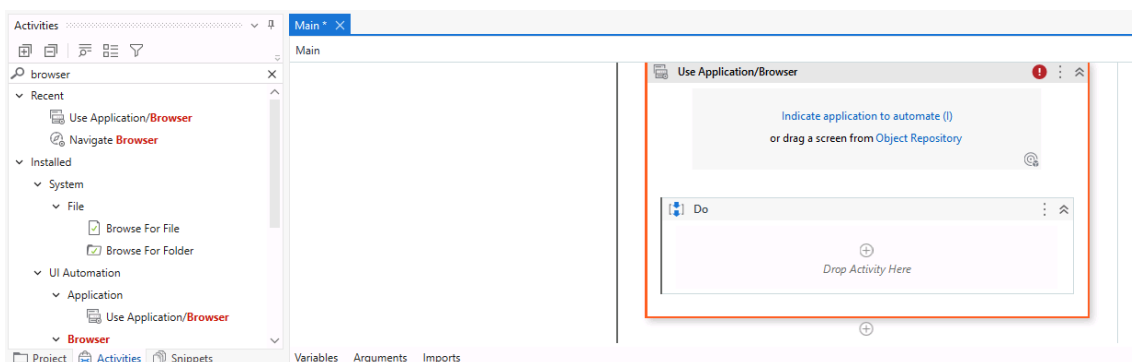 Activities
browser
Recent
Use Application/Browser
Navigate Browser
Installed
System
File
Browse For File
Browse For Folder
UI Automation
Application
Use Application/Browser
Browser
Project Activities Snippets
Main*
Main
Use Application/Browser
Indicate application to automate (I)
or drag a screen from Object Repository
Do
Drop Activity Here
Variables Arguments Imports